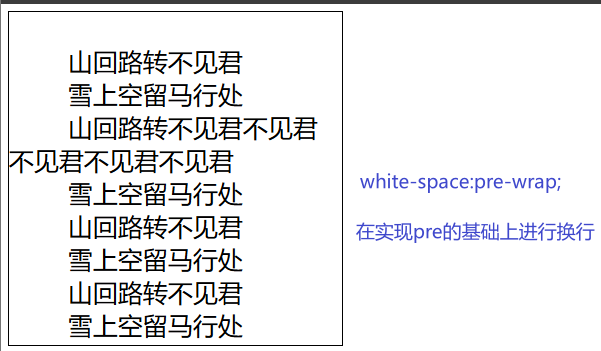 山回路转不见君
雪上空留马行处
山回路转不见君不见君
不见君不见君不见君
雪上空留马行处
山回路转不见君
雪上空留马行处
山回路转不见君
雪上空留马行处
white-space:pre-wrap;
在实现pre的基础上进行换行